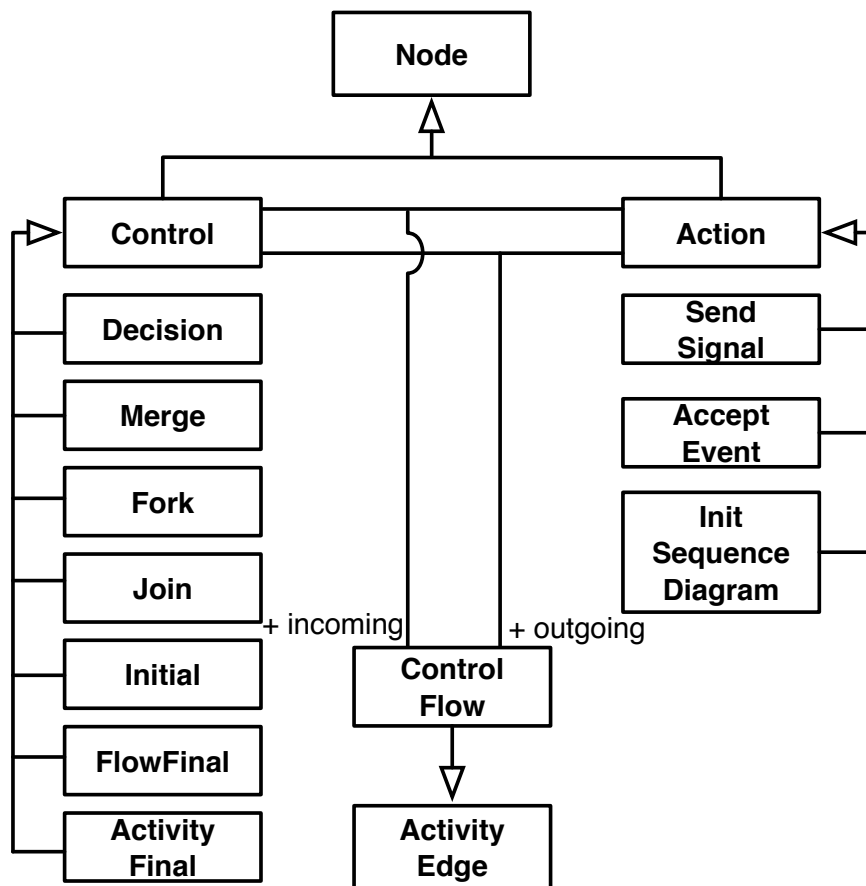 Node
Control
Action
Decision
Send
Signal
Merge
Accept
Event
Fork
Init
Sequence
Diagram
Join
+ incoming
+ outgoing
Initial
Control
Flow
FlowFinal
Activity
Final
Activity
Edge